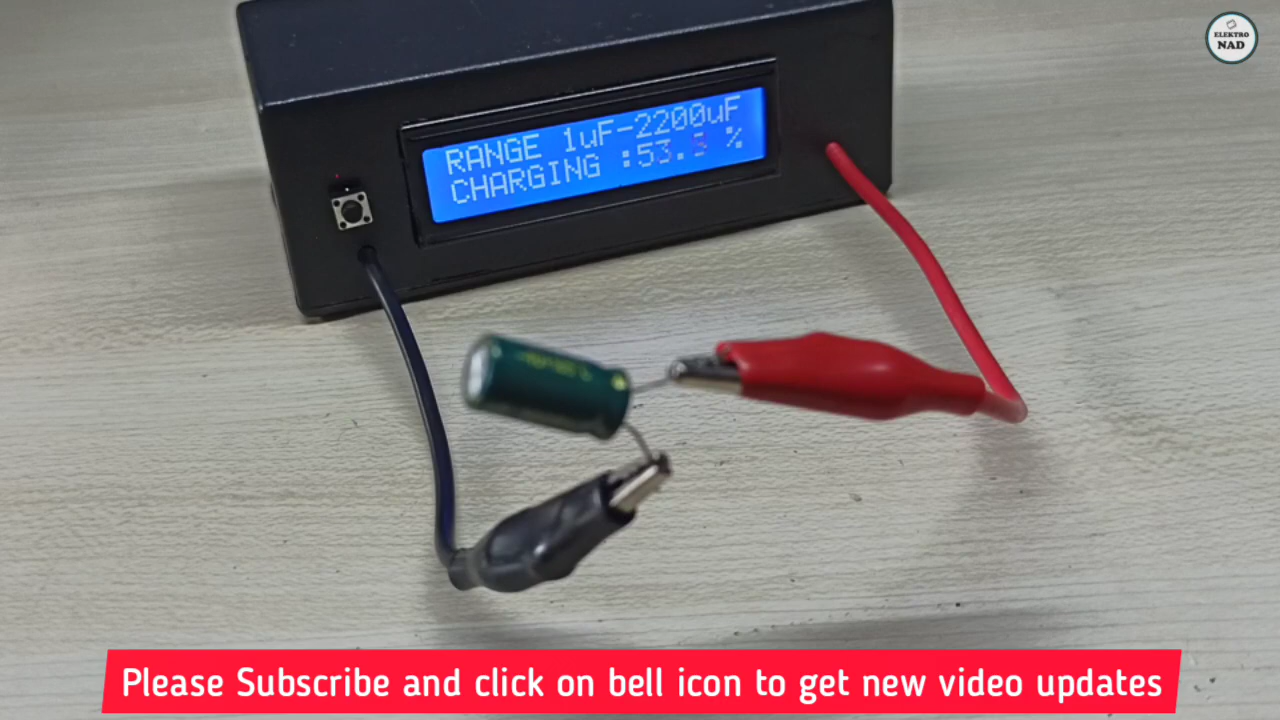 ELEKTRO
NAD
RANGE 1uF-2200uF
CHARGING :53. %
Please Subscribe and click on bell icon to get new video updates